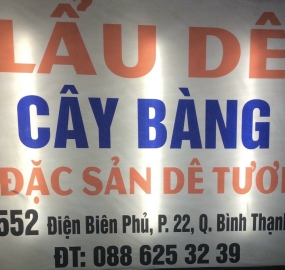 LẨU DÊ
CÂY BÀNG
ĐẶC SẢN DÊ TƯƠI
552 Điện Biên Phủ, P. 22, Q. Bình Thạnh
ĐT: 088 625 32 39